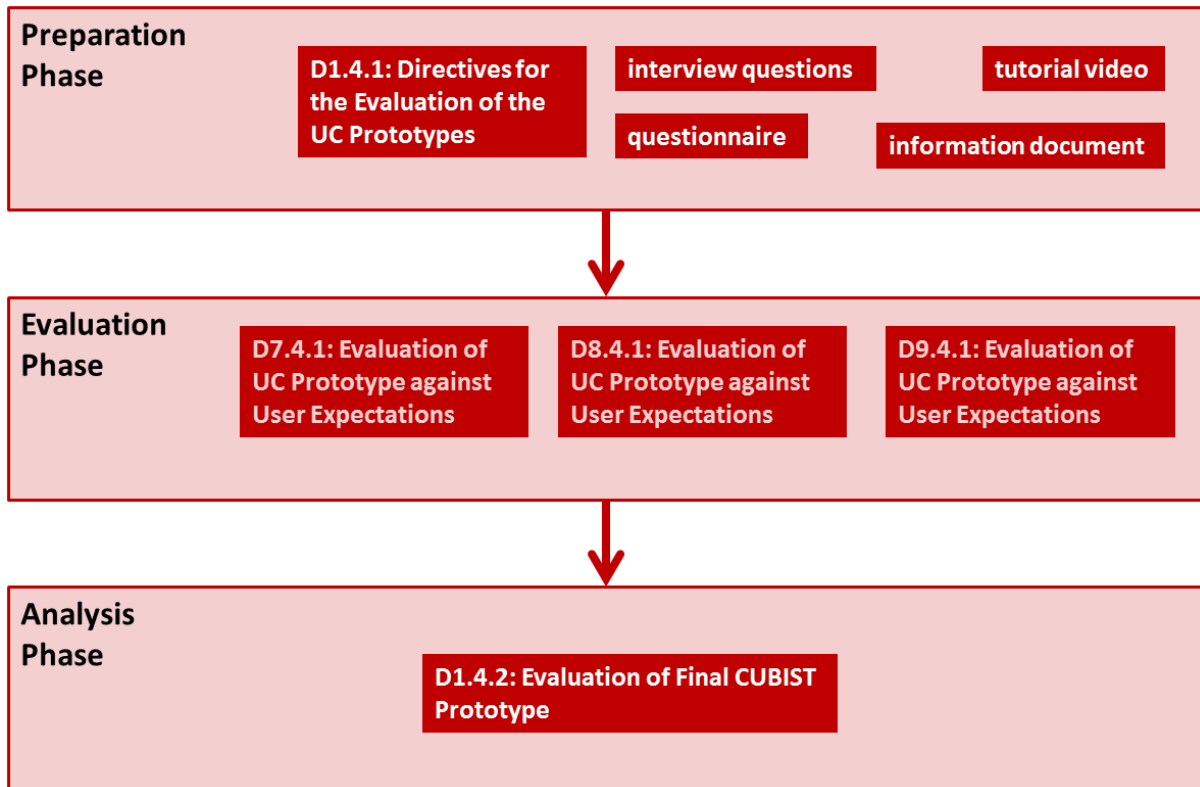 Preparation
Phase
D1.4.1: Directives for
the Evaluation of the
UC Prototypes
interview questions
tutorial video
questionnaire
information document
Evaluation
Phase
D7.4.1: Evaluation of
UC Prototype against
User Expectations
D8.4.1: Evaluation of
UC Prototype against
User Expectations
D9.4.1: Evaluation of
UC Prototype against
User Expectations
Analysis
Phase
D1.4.2: Evaluation of Final CUBIST
Prototype